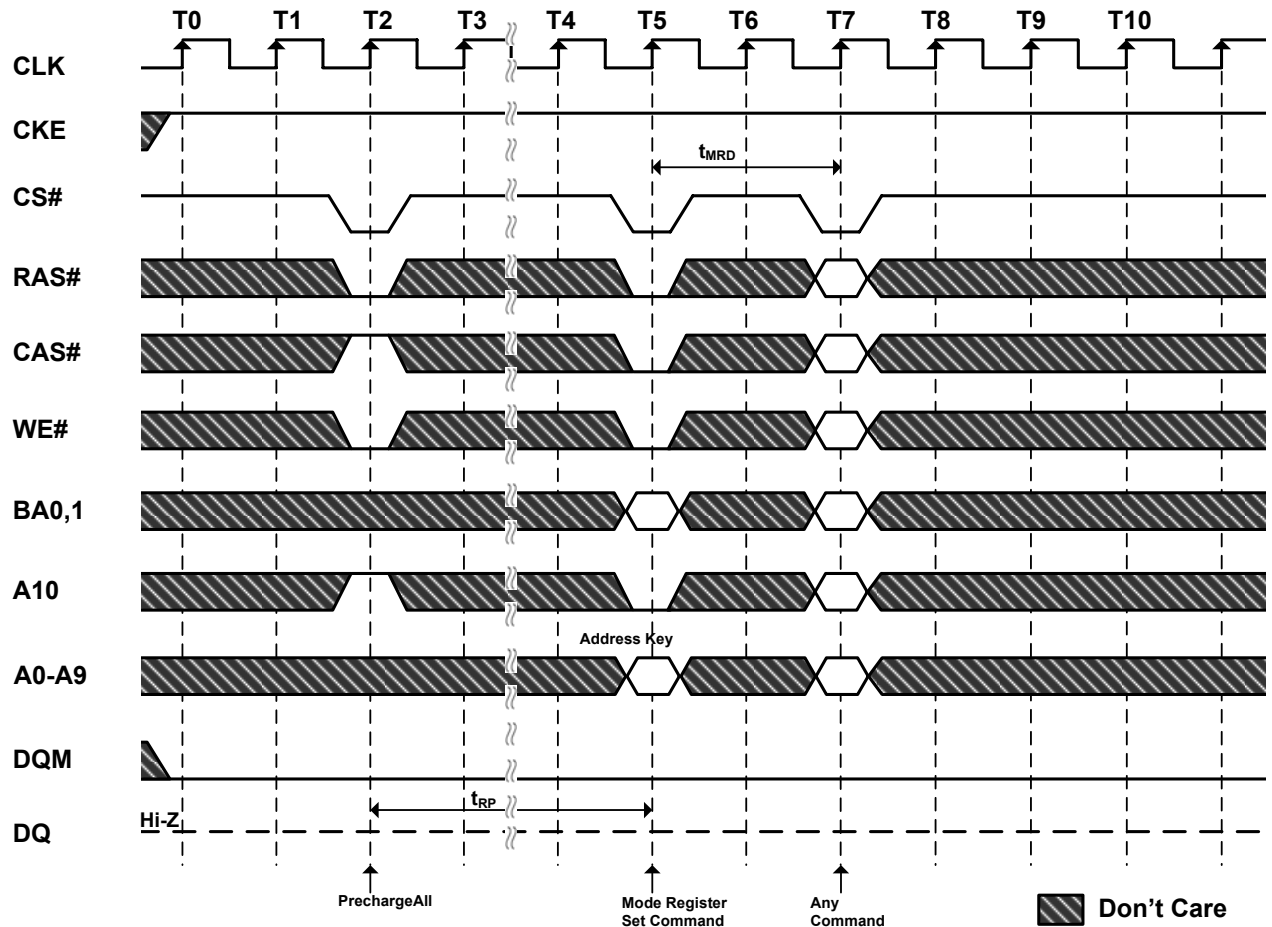 T0 T1 T2 T3 T4 T5 T6 T7 T8 T9 T10
CLK
CKE
tMRD
CS#
RAS#
CAS#
WE#
BA0,1
A10
Address Key
A0-A9
DQM
tRP
Hi-Z
DQ
PrechargeAll
Mode Register
Set Command
Any
Command
Don't Care